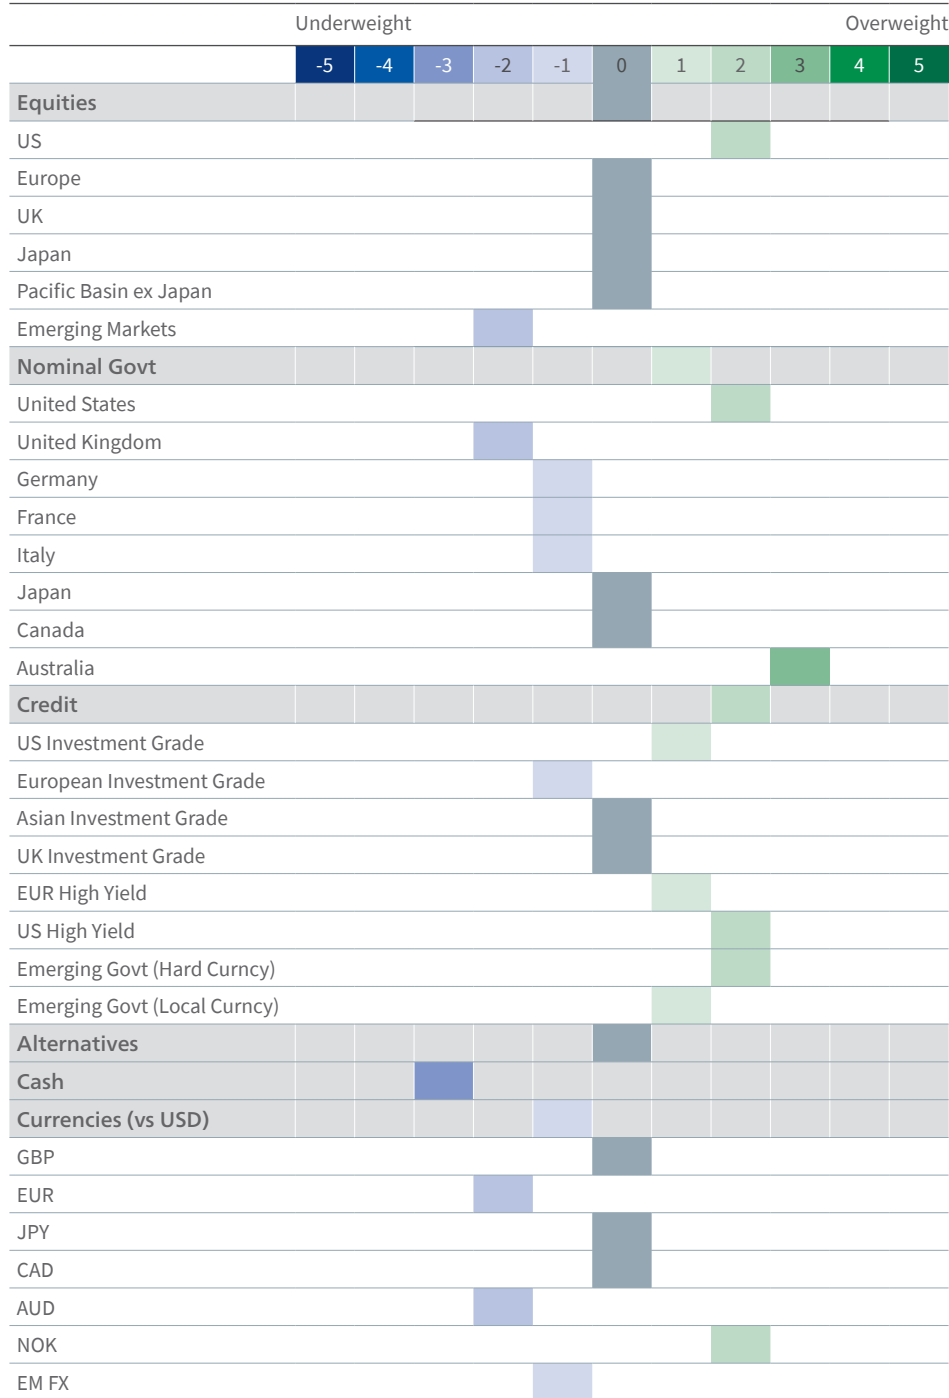 Underweight Overweight
-5 -4 -3 -2 -1 0 1 2 3 4 5
Equities
US
Europe
UK
Japan
Pacific Basin ex Japan
Emerging Markets
Nominal Govt
United States
United Kingdom
Germany
France
Italy
Japan
Canada
Australia
Credit
US Investment Grade
European Investment Grade
Asian Investment Grade
UK Investment Grade
EUR High Yield
US High Yield
Emerging Govt (Hard Curncy)
Emerging Govt (Local Curncy)
Alternatives
Cash
Currencies (vs USD)
GBP
EUR
JPY
CAD
AUD
NOK
EM FX